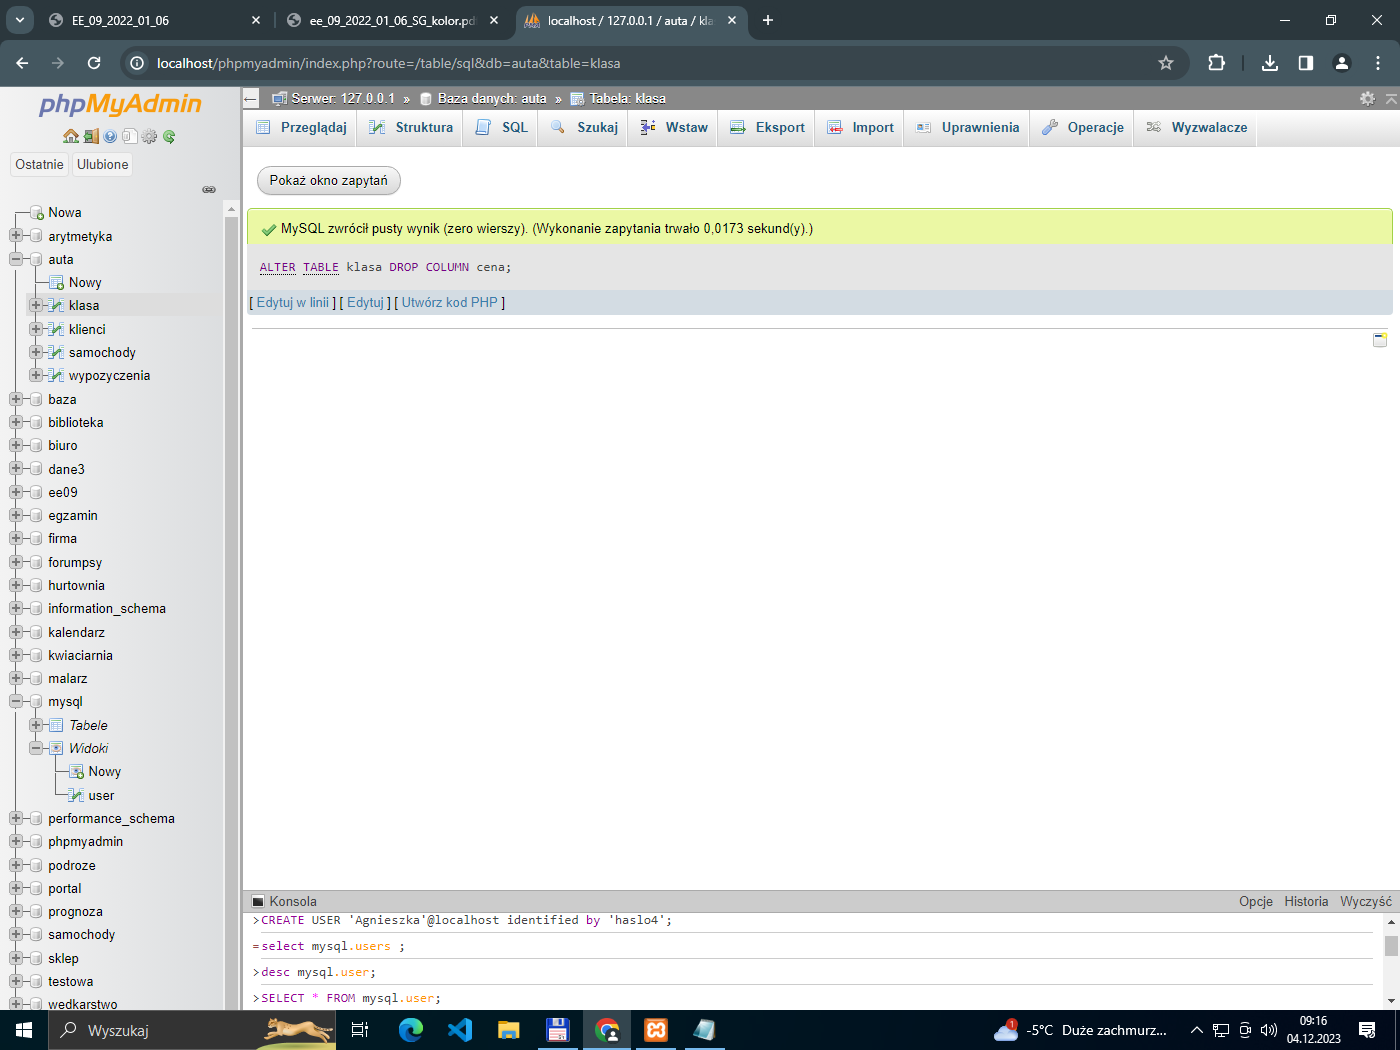 EE_09_2022_01_06
ee_09_2022_01_06_SG_kolor.pd
localhost / 127.0.0.1 / auta / kla
localhost/phpmyadmin/index.php?route=/table/sql&db=auta&table=klasa
phpMyAdmin
Ostatnie
Ulubione
Nowa
arytmetyka
auta
Nowy
klasa
klienci
samochody
wypozyczenia
baza
biblioteka
biuro
dane3
ee09
egzamin
firma
forumpsy
hurtownia
information_schema
kalendarz
kwiaciarnia
malarz
mysql
Tabele
Widoki
Nowy
user
performance_schema
phpmyadmin
podroze
portal
prognoza
samochody
sklep
testowa
wedkarstwo
Serwer: 127.0.0.1 » Baza danych: auta » Tabela: klasa
Przeglądaj
Struktura
SQL
Szukaj
Wstaw
Eksport
Import
Uprawnienia
Operacje
Wyzwalacze
Pokaż okno zapytań
MySQL zwrócił pusty wynik (zero wierszy). (Wykonanie zapytania trwało 0,0173 sekund(y).)
ALTER TABLE klasa DROP COLUMN cena;
[ Edytuj w linii ] [ Edytuj ] [ Utwórz kod PHP ]
Konsola
Opcje
Historia
Wyczyść
>CREATE USER 'Agnieszka'@localhost identified by 'haslo4';
=select mysql.users ;
>desc mysql.user;
>SELECT * FROM mysql.user;
Wyszukaj
1
-5°C Duże zachmurz...
09:16
04.12.2023